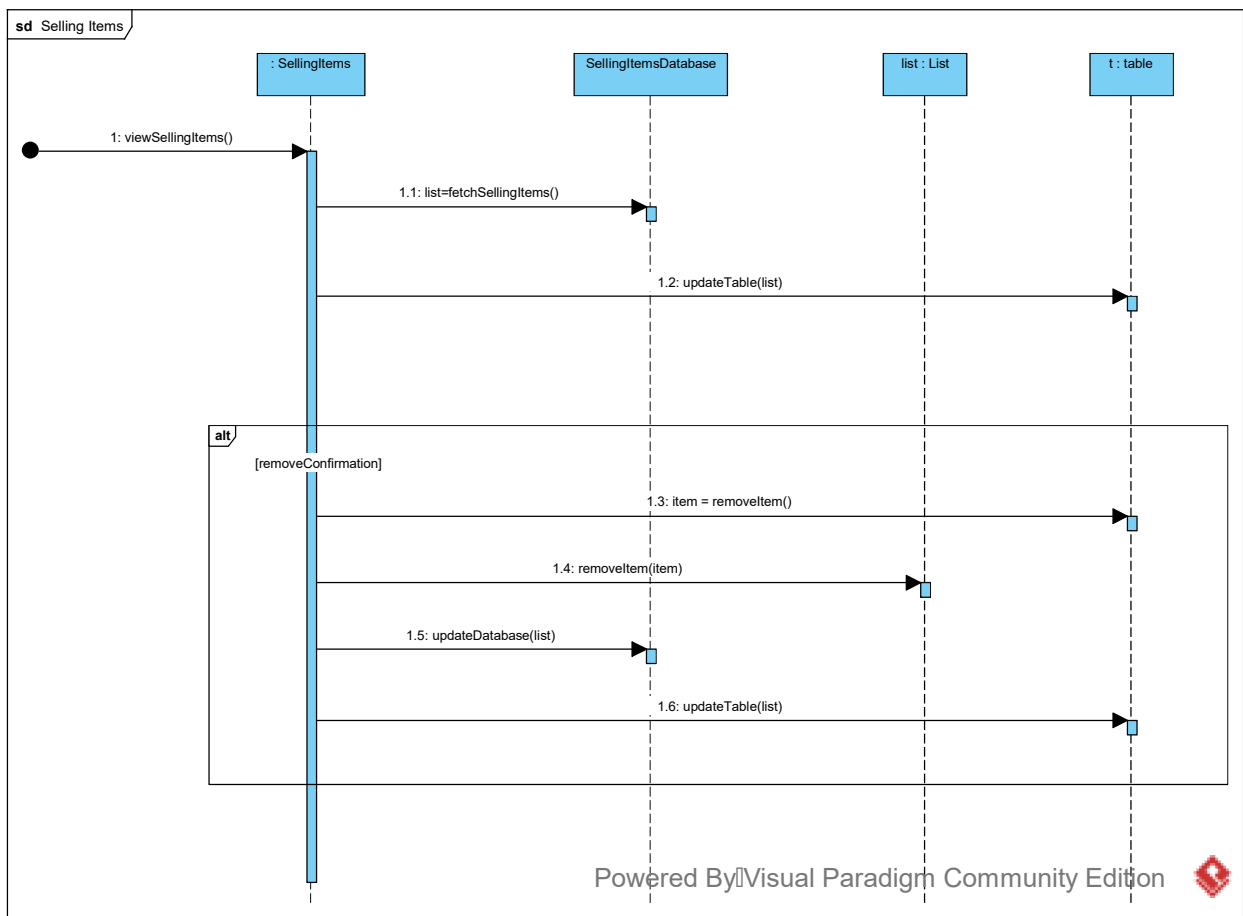 sd Selling Items
: SellingItems
SellingItemsDatabase
list : List
t : table
1: viewSellingItems()
1.1: list=fetchSellingItems()
1.2: updateTable(list)
alt
[removeConfirmation]
1.3: item = removeItem()
1.4: removeItem(item)
1.5: updateDatabase(list)
1.6: updateTable(list)
Powered By Visual Paradigm Community Edition